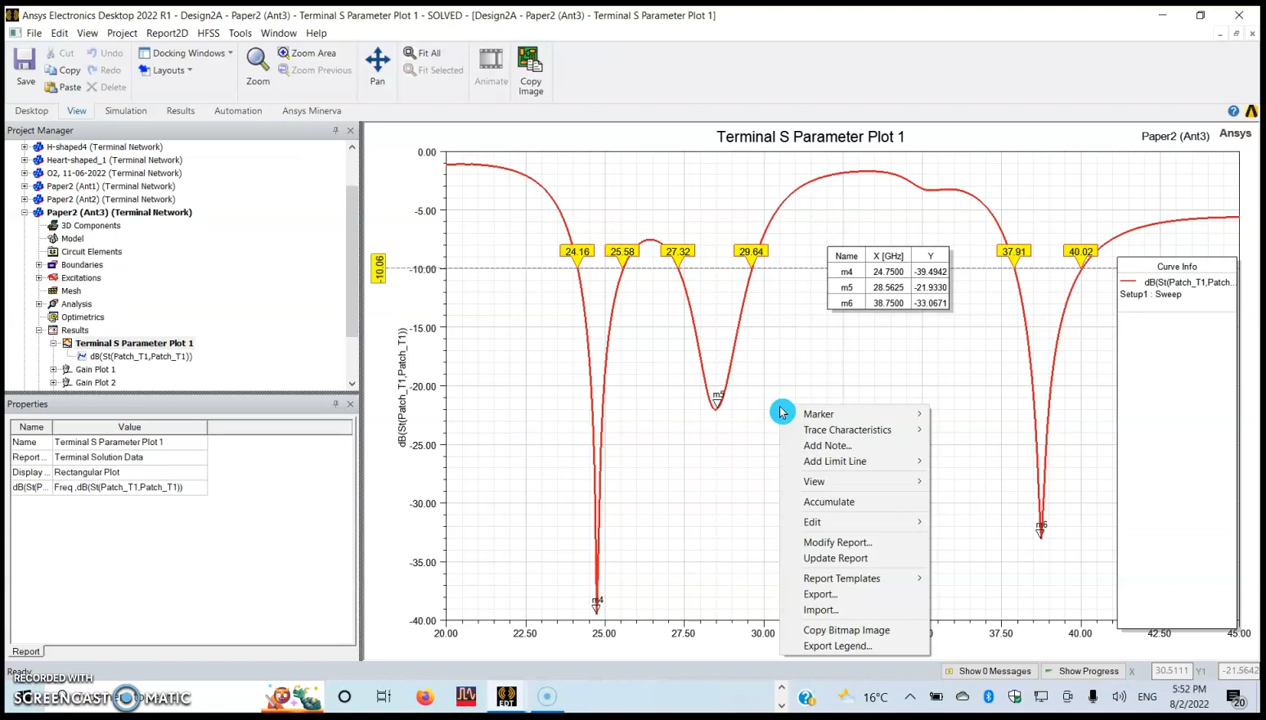 Ansys Electronics Desktop 2022 R1 - Design2A - Paper2 (Ant3) - Terminal S Parameter Plot 1 - SOLVED - [Design2A - Paper2 (Ant3) - Terminal S Parameter Plot 1]
File Edit View Project Report2D HFSS Tools Window Help
Save
Cut
Copy
Paste
Undo
Redo
Delete
Docking Windows
Layouts
Zoom
Zoom Area
Zoom Previous
Pan
Fit All
Fit Selected
Animate
Copy Image
Desktop View Simulation Results Automation Ansys Minerva
Project Manager
H-shaped4 (Terminal Network)
Heart-shaped_1 (Terminal Network)
O2, 11-06-2022 (Terminal Network)
Paper2 (Ant1) (Terminal Network)
Paper2 (Ant2) (Terminal Network)
Paper2 (Ant3) (Terminal Network)
3D Components
Model
Circuit Elements
Boundaries
Excitations
Mesh
Analysis
Optimetrics
Results
Terminal S Parameter Plot 1
dB(St(Patch_T1,Patch_T1))
Gain Plot 1
Gain Plot 2
Properties
Name Value
Name Terminal S Parameter Plot 1
Report ... Terminal Solution Data
Display ... Rectangular Plot
dB(St(P... Freq ,dB(St(Patch_T1,Patch_T1))
Report
Terminal S Parameter Plot 1
Paper2 (Ant3)
Ansys
0.00
-5.00
-10.00
-15.00
-20.00
-25.00
-30.00
-35.00
-40.00
dB(St(Patch_T1,Patch_T1))
-10.06
24.16 25.58 27.32 29.64 37.91 40.02
Name X [GHz] Y
m4 24.7500 -39.4942
m5 28.5625 -21.9330
m6 38.7500 -33.0671
m5
m4
m6
Curve Info
dB(St(Patch_T1,Patch...
Setup1 : Sweep
Marker
Trace Characteristics
Add Note...
Add Limit Line
View
Accumulate
Edit
Modify Report...
Update Report
Report Templates
Export...
Import...
Copy Bitmap Image
Export Legend...
20.00 22.50 25.00 27.50 30.00 37.50 40.00 42.50 45.00
Ready
Show 0 Messages
Show Progress
X 30.5111 Y1 -21.5642
RECORDED WITH
SCREENCAST MATIC
EDT
16°C
ENG
5:52 PM
8/2/2022
20